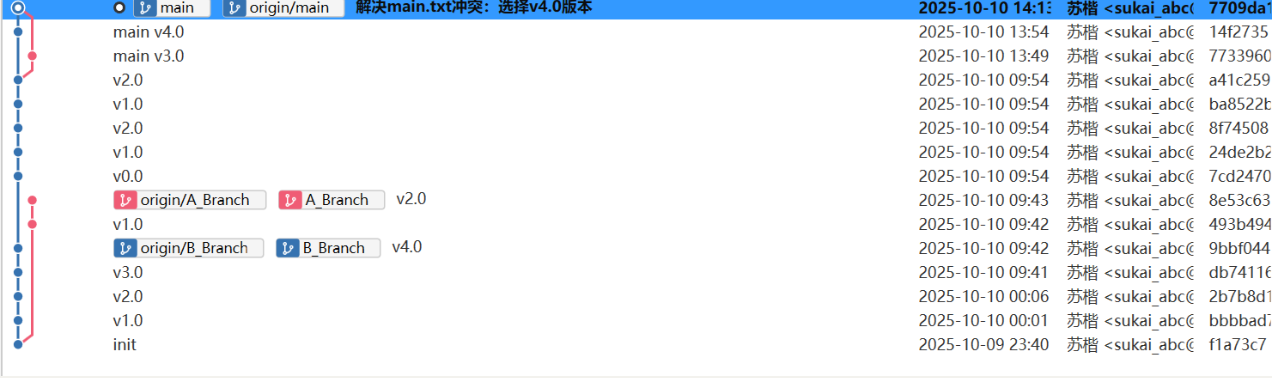 main origin/main 解决main.txt冲突：选择v4.0版本 2025-10-10 14:13 苏楷 <sukai_abc@ 7709da1
main v4.0 2025-10-10 13:54 苏楷 <sukai_abc@ 14f2735
main v3.0 2025-10-10 13:49 苏楷 <sukai_abc@ 7733960
v2.0 2025-10-10 09:54 苏楷 <sukai_abc@ a41c259
v1.0 2025-10-10 09:54 苏楷 <sukai_abc@ ba8522b
v2.0 2025-10-10 09:54 苏楷 <sukai_abc@ 8f74508
v1.0 2025-10-10 09:54 苏楷 <sukai_abc@ 24de2b2
v0.0 2025-10-10 09:54 苏楷 <sukai_abc@ 7cd2470
origin/A_Branch A_Branch v2.0 2025-10-10 09:43 苏楷 <sukai_abc@ 8e53c63
v1.0 2025-10-10 09:42 苏楷 <sukai_abc@ 493b494
origin/B_Branch B_Branch v4.0 2025-10-10 09:42 苏楷 <sukai_abc@ 9bbf044
v3.0 2025-10-10 09:41 苏楷 <sukai_abc@ db74116
v2.0 2025-10-10 00:06 苏楷 <sukai_abc@ 2b7b8d1
v1.0 2025-10-10 00:01 苏楷 <sukai_abc@ bbbbad7
init 2025-10-09 23:40 苏楷 <sukai_abc@ f1a73c7